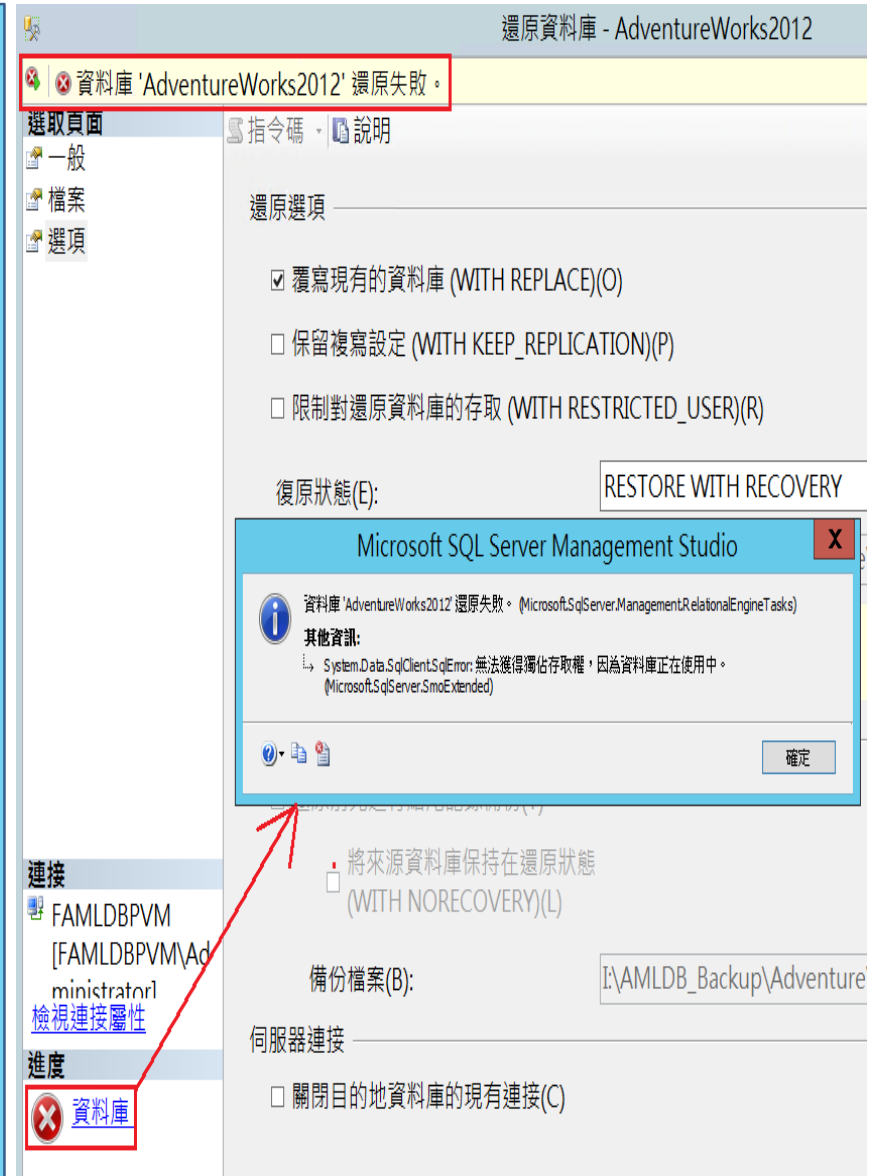 還原資料庫 - AdventureWorks2012
資料庫 'AdventureWorks2012' 還原失敗。
選取頁面
一般
檔案
選項
指令碼
說明
還原選項
覆寫現有的資料庫 (WITH REPLACE)(O)
保留複寫設定 (WITH KEEP_REPLICATION)(P)
限制對還原資料庫的存取 (WITH RESTRICTED_USER)(R)
復原狀態(E):
RESTORE WITH RECOVERY
Microsoft SQL Server Management Studio
X
資料庫 'AdventureWorks2012' 還原失敗。 (Microsoft.SqlServer.Management.RelationalEngineTasks)
其他資訊:
System.Data.SqlClient.SqlError: 無法獲得獨佔存取權，因為資料庫正在使用中。
(Microsoft.SqlServer.SmoExtended)
確定
將來源資料庫保持在還原狀態
(WITH NORECOVERY)(L)
備份檔案(B):
I:\AMLDB_Backup\Adventure
連接
FAMLDBPVM
[FAMLDBPVM\Ad
ministrator]
檢視連接屬性
伺服器連接
關閉目的地資料庫的現有連接(C)
進度
資料庫